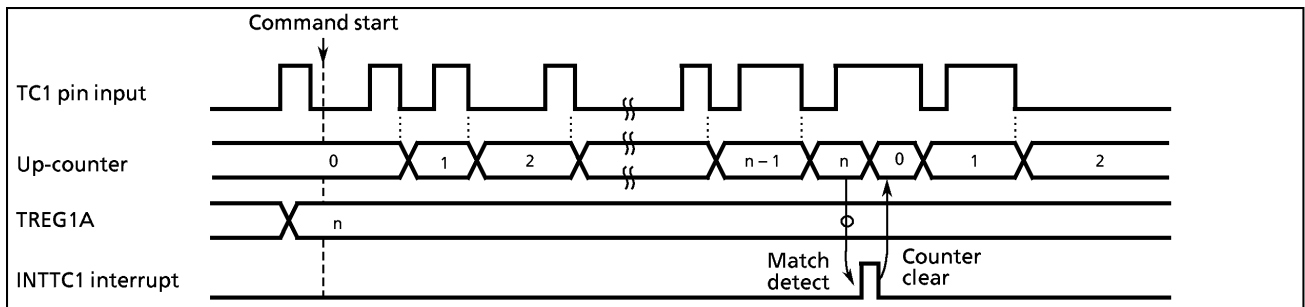 Command start
TC1 pin input
Up-counter
0 1 2 n – 1 n 0 1 2
TREG1A
n
Match
detect
Counter
clear
INTTC1 interrupt